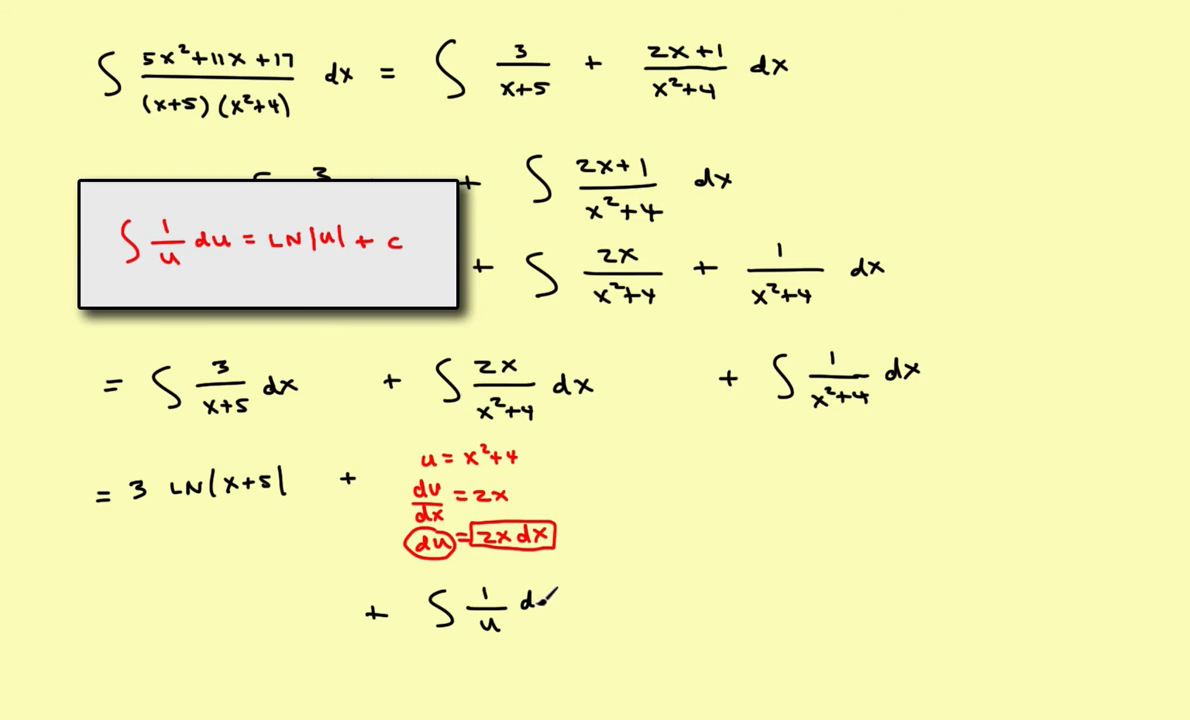 ∫ 5x²+11x+17 / (x+5)(x²+4) dx = ∫ 3 / x+5 + 2x+1 / x²+4 dx
3 + ∫ 2x+1 / x²+4 dx
∫ 1/u du = LN|u| + c
+ ∫ 2x / x²+4 + 1 / x²+4 dx
= ∫ 3 / x+5 dx + ∫ 2x / x²+4 dx + ∫ 1 / x²+4 dx
= 3 LN|x+5| +
u = x²+4
du/dx = 2x
du = 2x dx
+ ∫ 1/u d